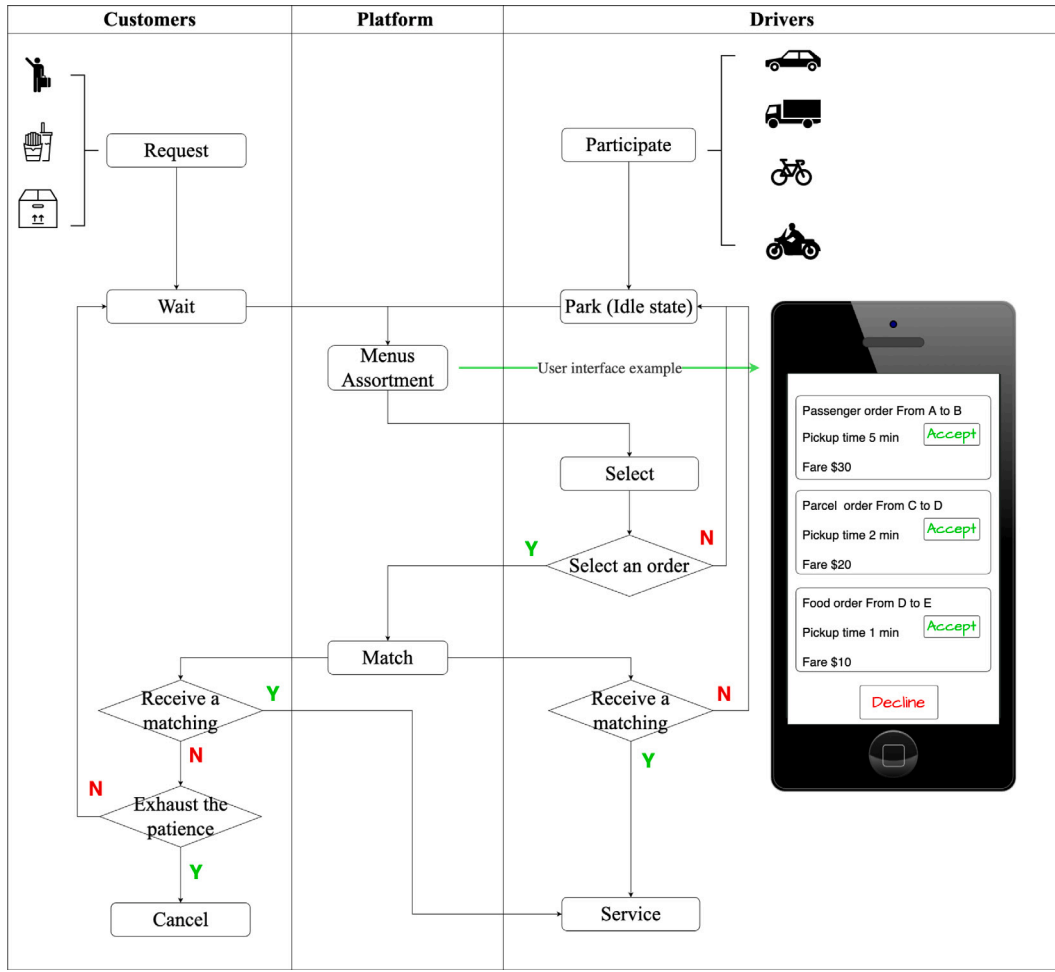 Customers
Platform
Drivers
Request
Participate
Wait
Park (Idle state)
Menus
Assortment
User interface example
Passenger order From A to B
Pickup time 5 min
Accept
Fare $30
Select
Parcel order From C to D
Pickup time 2 min
Accept
Fare $20
Y
N
Select an order
Food order From D to E
Pickup time 1 min
Accept
Fare $10
Decline
Match
Receive a
matching
Y
N
Receive a
matching
N
Y
Exhaust the
patience
N
Y
Cancel
Service